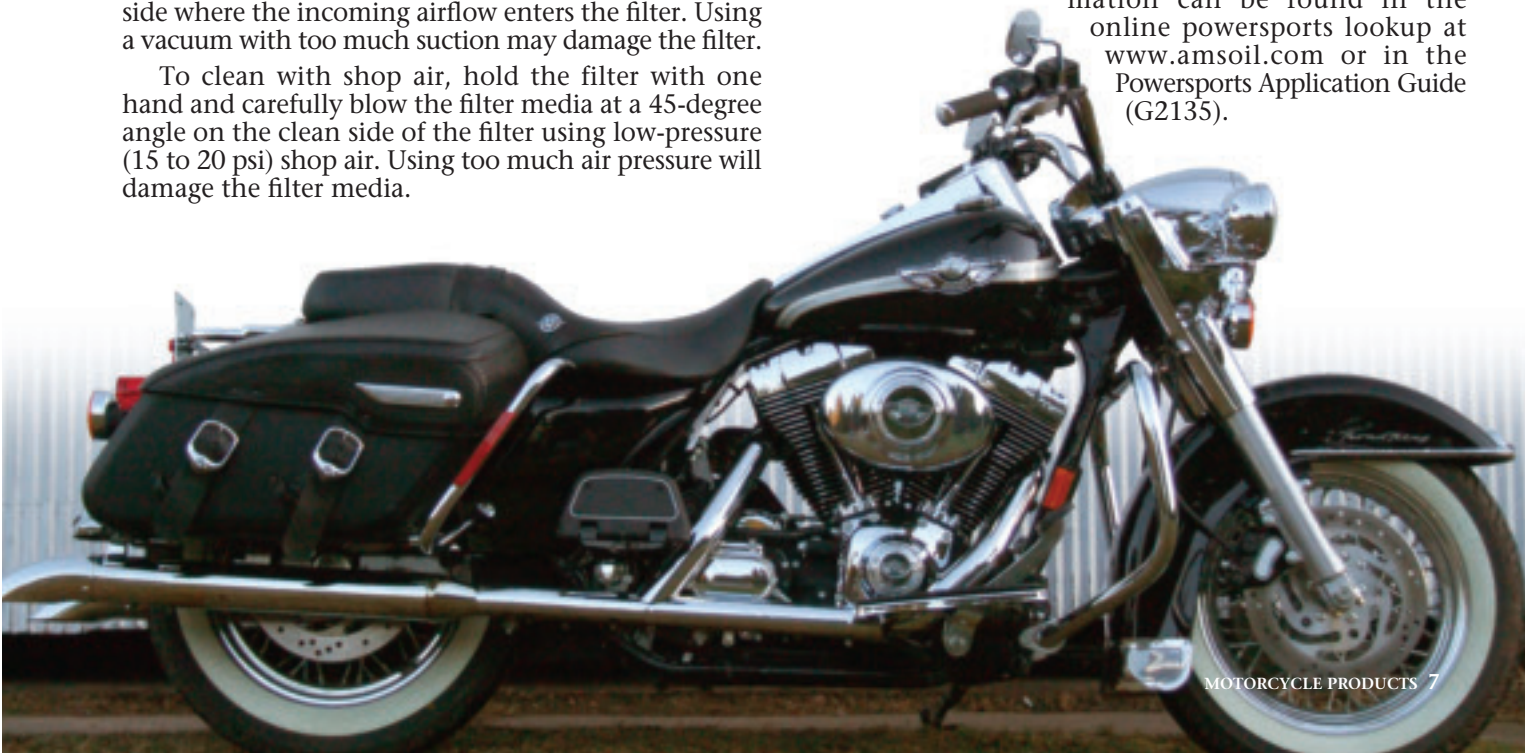 side where the incoming airflow enters the filter. Using
a vacuum with too much suction may damage the filter.
To clean with shop air, hold the filter with one
hand and carefully blow the filter media at a 45-degree
angle on the clean side of the filter using low-pressure
(15 to 20 psi) shop air. Using too much air pressure will
damage the filter media.
mation can be found in the
online powersports lookup at
www.amsoil.com or in the
Powersports Application Guide
(G2135).
MOTORCYCLE PRODUCTS 7